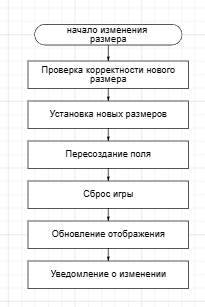 начало изменения
размера
Проверка корректности нового
размера
Установка новых размеров
Пересоздание поля
Сброс игры
Обновление отображения
Уведомление о изменении